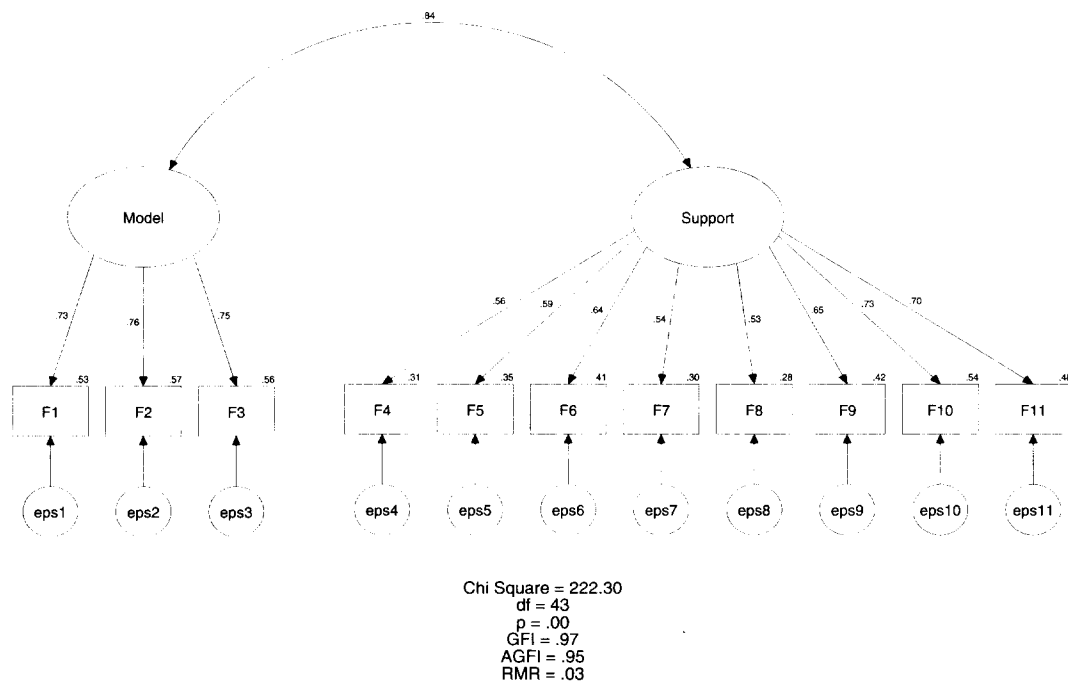 .84
Model
Support
.73
.76
.75
.56
.59
.64
.54
.53
.65
.73
.70
.53
.57
.56
.31
.35
.41
.30
.28
.42
.54
F1
F2
F3
F4
F5
F6
F7
F8
F9
F10
F11
eps1
eps2
eps3
eps4
eps5
eps6
eps7
eps8
eps9
eps10
eps11
Chi Square = 222.30
df = 43
p = .00
GFI = .97
AGFI = .95
RMR = .03